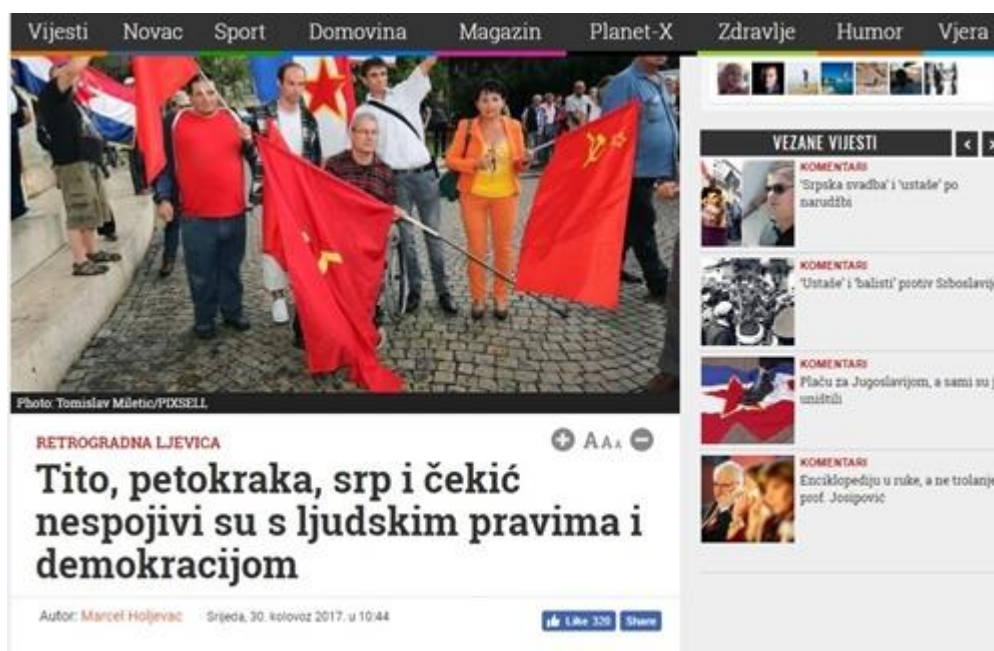 Vijesti Novac Sport Domovina Magazin Planet-X Zdravlje Humor Vjera
Photo: Tomislav Miletic/PIXSELL
RETROGRADNA LJEVICA
A A A
Tito, petokraka, srp i čekić
nespojivi su s ljudskim pravima i
demokracijom
Autor: Marcel Holjevac Srijeda, 30. kolovoz 2017. u 10:44
Like 320 Share
VEZANE VIJESTI
KOMENTARI
'Srpska svadba' i 'ustaše' po
narudžbi
KOMENTARI
'Ustaše' i 'balisti' protiv Srboslavij
KOMENTARI
Plaču za Jugoslavijom, a sami su j
uništili
KOMENTARI
Enciklopediju u ruke, a ne trolanje
prof. Josipović